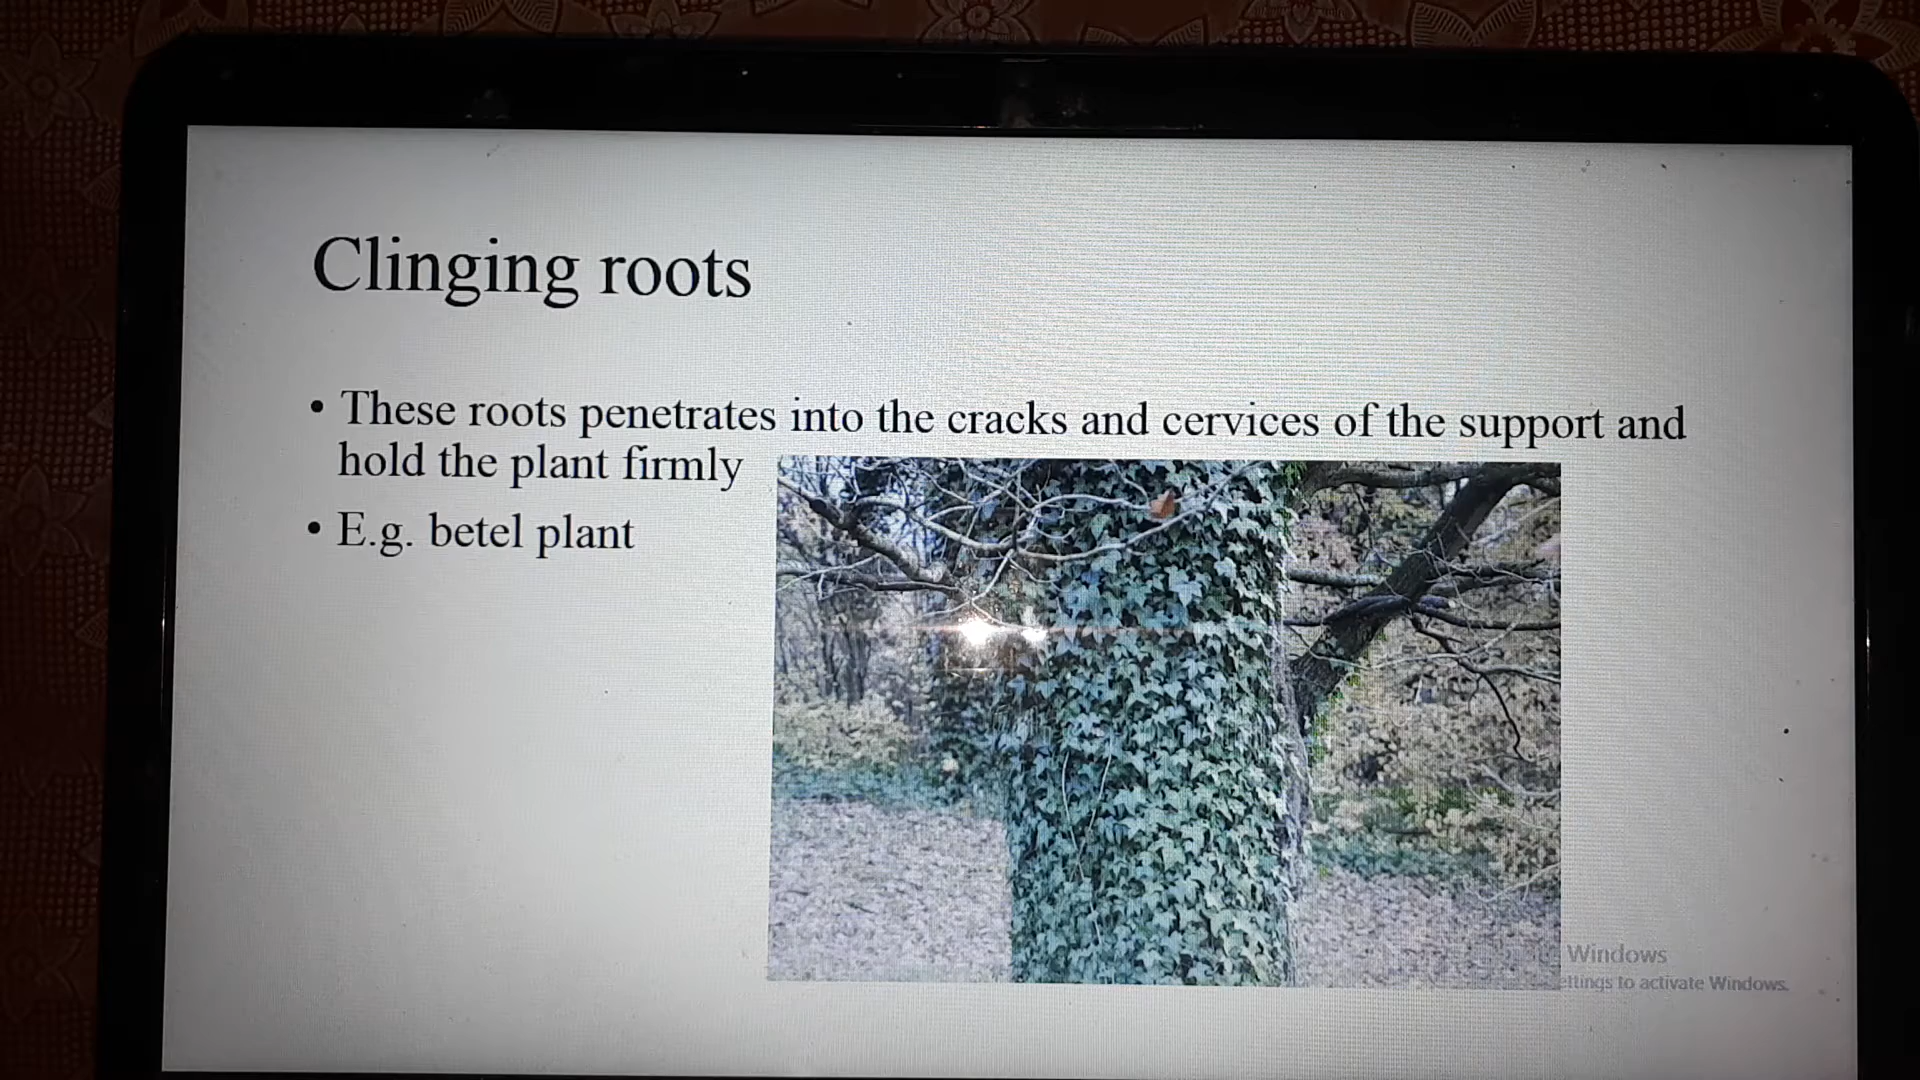 Clinging roots
• These roots penetrates into the cracks and cervices of the support and
hold the plant firmly
• E.g. betel plant
Windows
ettings to activate Windows.